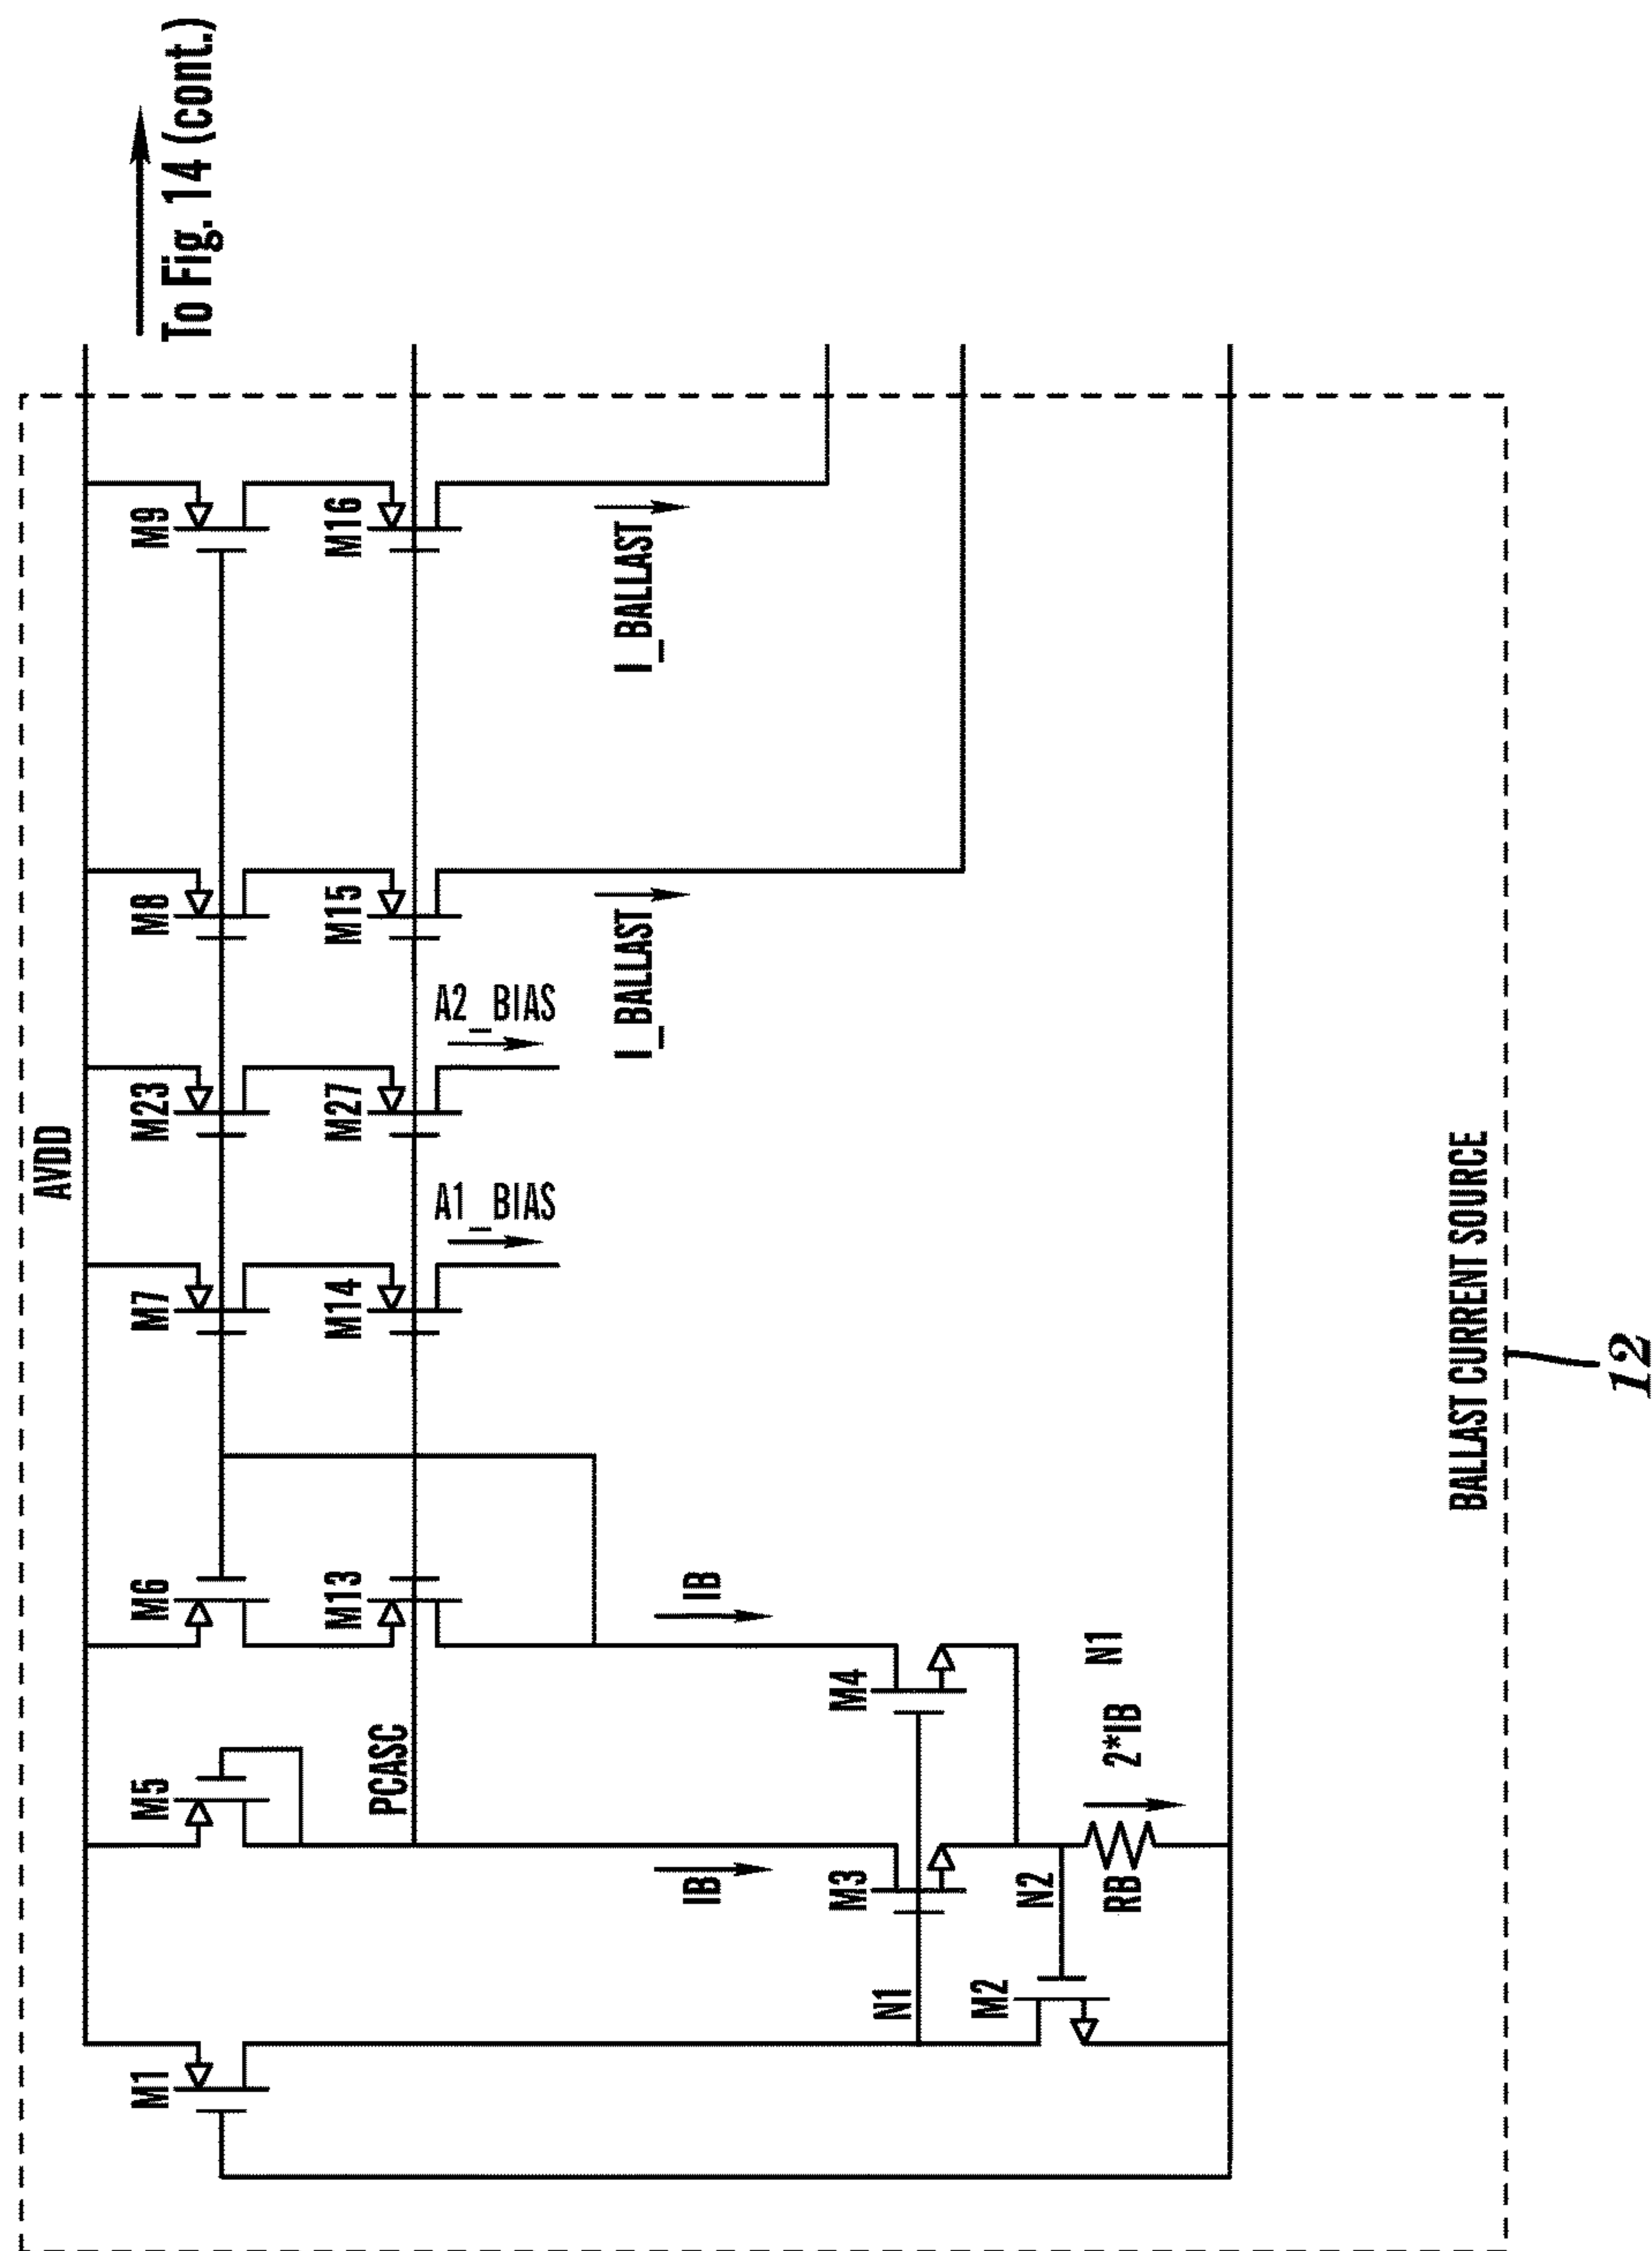 To Fig. 14 (cont.)
AVDD
M1
M5
M6
M7
M23
M8
M9
PCASC
M13
M14
M27
M15
M16
A1_BIAS
A2_BIAS
I_BALLAST
I_BALLAST
IB
IB
N1
M3
M4
M2
N2
RB
2*IB
N1
BALLAST CURRENT SOURCE
12